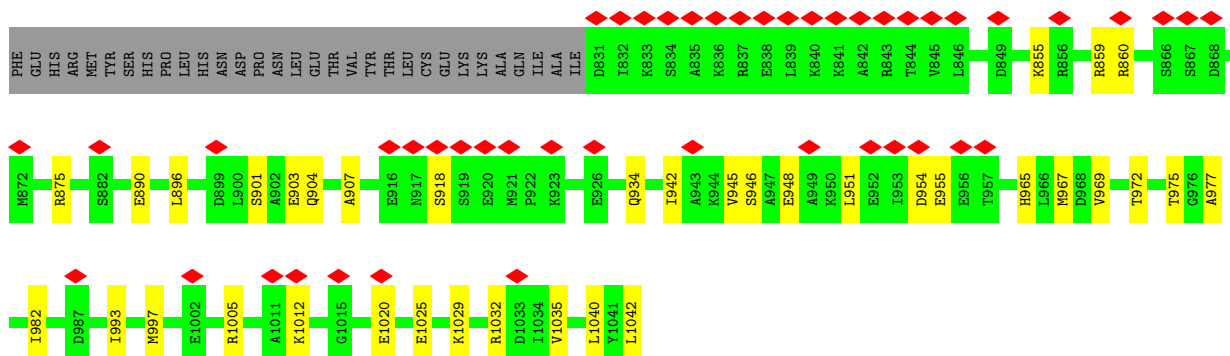 PHE GLU HIS ARG MET TYR SER HIS PRO LEU HIS ASN ASP PRO ASN LEU GLU THR VAL TYR THR LEU CYS GLU LYS LYS ALA GLN ILE ALA ILE D831 I832 K833 S834 A835 K836 R837 E838 L839 K840 K841 A842 R843 T844 V845 L846 D849 K855 R856 R859 R860 S866 S867 D868
M872 R875 S882 E890 L896 D899 L900 S901 A902 E903 Q904 A907 E916 N917 S918 S919 E920 M921 P922 K923 E926 Q934 I942 A943 K944 V945 S946 A947 E948 A949 K950 L951 E952 I953 D954 E955 E956 T957 H965 L966 M967 D968 V969 T972 T975 G976 A977
I982 D987 I993 M997 E1002 R1005 A1011 K1012 G1015 E1020 E1025 K1029 R1032 D1033 I1034 V1035 L1040 Y1041 L1042